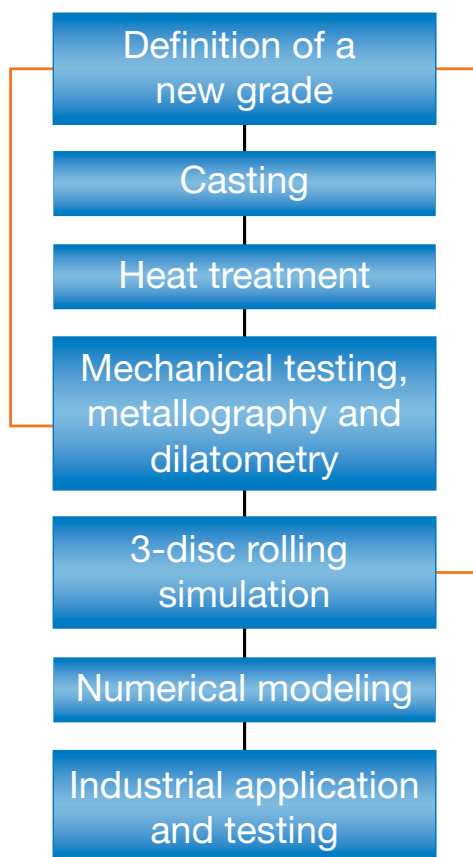 Definition of a
new grade
Casting
Heat treatment
Mechanical testing,
metallography and
dilatometry
3-disc rolling
simulation
Numerical modeling
Industrial application
and testing